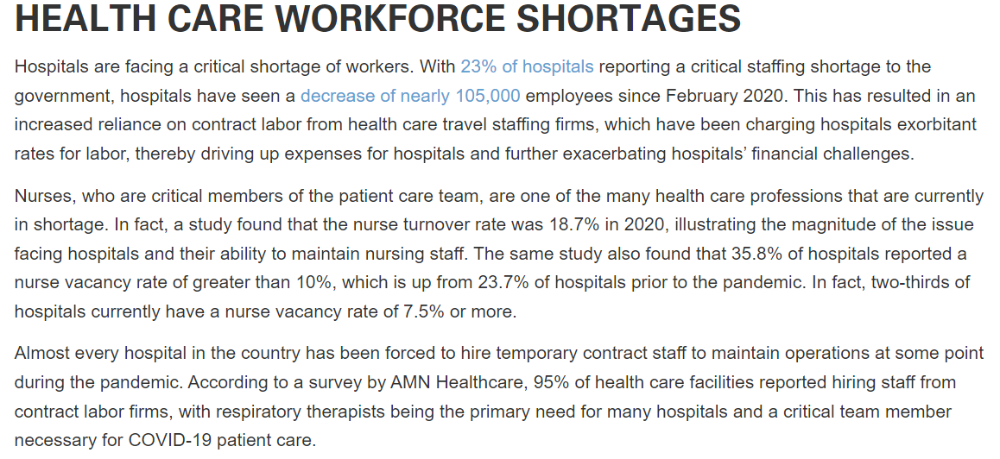 HEALTH CARE WORKFORCE SHORTAGES
Hospitals are facing a critical shortage of workers. With 23% of hospitals reporting a critical staffing shortage to the
government, hospitals have seen a decrease of nearly 105,000 employees since February 2020. This has resulted in an
increased reliance on contract labor from health care travel staffing firms, which have been charging hospitals exorbitant
rates for labor, thereby driving up expenses for hospitals and further exacerbating hospitals’ financial challenges.
Nurses, who are critical members of the patient care team, are one of the many health care professions that are currently
in shortage. In fact, a study found that the nurse turnover rate was 18.7% in 2020, illustrating the magnitude of the issue
facing hospitals and their ability to maintain nursing staff. The same study also found that 35.8% of hospitals reported a
nurse vacancy rate of greater than 10%, which is up from 23.7% of hospitals prior to the pandemic. In fact, two-thirds of
hospitals currently have a nurse vacancy rate of 7.5% or more.
Almost every hospital in the country has been forced to hire temporary contract staff to maintain operations at some point
during the pandemic. According to a survey by AMN Healthcare, 95% of health care facilities reported hiring staff from
contract labor firms, with respiratory therapists being the primary need for many hospitals and a critical team member
necessary for COVID-19 patient care.